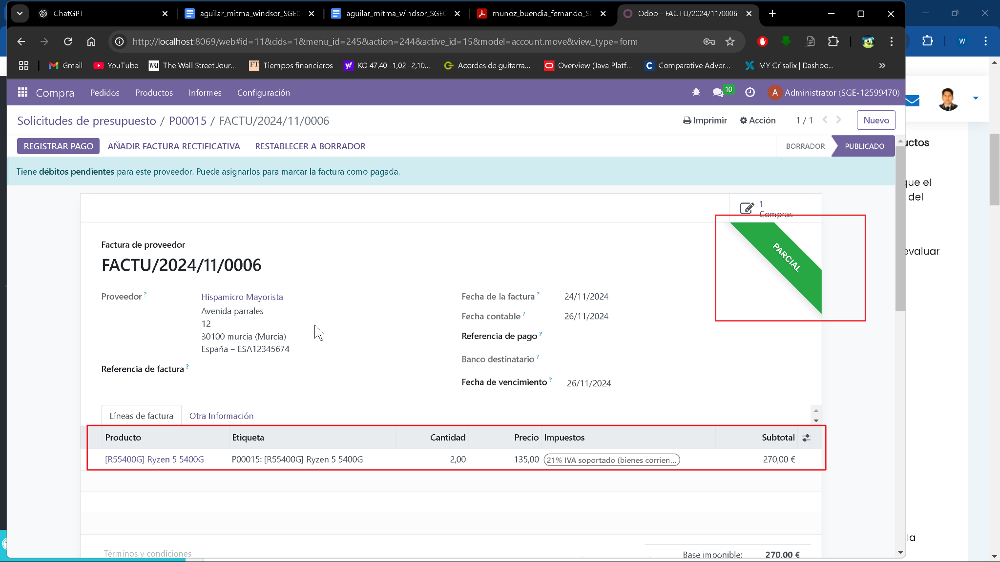 ChatGPT
aguilar_mitma_windsor_SGE0
aguilar_mitma_windsor_SGE0
munoz_buendia_fernando_SG
Odoo - FACTU/2024/11/0006
http://localhost:8069/web#id=11&cids=1&menu_id=245&action=244&active_id=15&model=account.move&view_type=form
W
Gmail
YouTube
WSJ The Wall Street Jour...
FT Tiempos financieros
KO 47,40 -1,02 -2,10...
Acordes de guitarra...
Overview (Java Platf...
Comparative Adver...
MY Crisalix | Dashbo...
Compra
Pedidos
Productos
Informes
Configuración
10
A Administrator (SGE-12599470)
Solicitudes de presupuesto / P00015 / FACTU/2024/11/0006
Imprimir
Acción
1 / 1
Nuevo
REGISTRAR PAGO
AÑADIR FACTURA RECTIFICATIVA
RESTABLECER A BORRADOR
BORRADOR
PUBLICADO
Tiene débitos pendientes para este proveedor. Puede asignarlos para marcar la factura como pagada.
1
Compras
PARCIAL
Factura de proveedor
FACTU/2024/11/0006
Proveedor ?
Hispamicro Mayorista
Avenida parrales
12
30100 murcia (Murcia)
España – ESA12345674
Referencia de factura ?
Fecha de la factura ? 24/11/2024
Fecha contable ? 26/11/2024
Referencia de pago ?
Banco destinatario ?
Fecha de vencimiento ? 26/11/2024
Líneas de factura
Otra Información
Producto Etiqueta Cantidad Precio Impuestos Subtotal
[R55400G] Ryzen 5 5400G P00015: [R55400G] Ryzen 5 5400G 2,00 135,00 21% IVA soportado (bienes corrien... 270,00 €
Términos y condiciones
Base imponible: 270,00 €
uctos
que el
del
evaluar
la